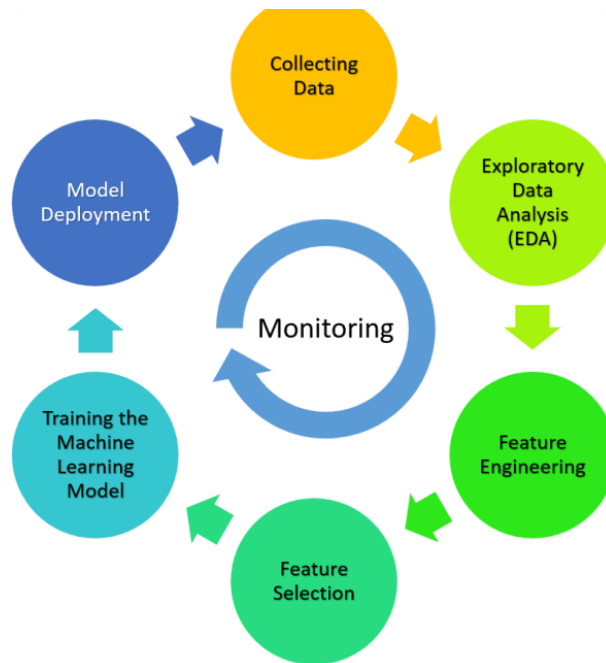 Collecting
Data
Exploratory
Data
Analysis
(EDA)
Feature
Engineering
Feature
Selection
Training the
Machine
Learning
Model
Model
Deployment
Monitoring